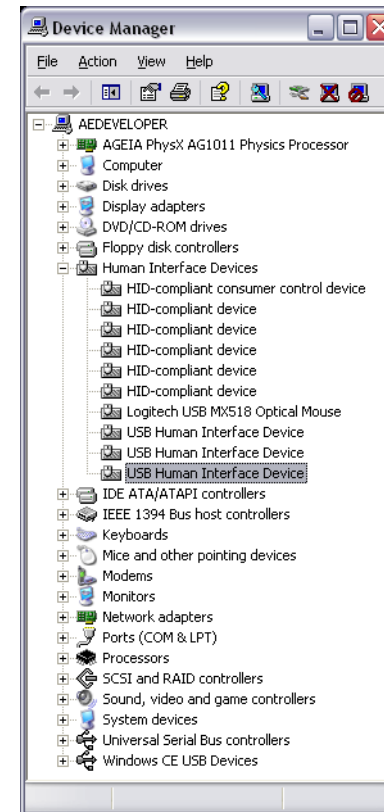 Device Manager
File Action View Help
AEDEVELOPER
AGEIA PhysX AG1011 Physics Processor
Computer
Disk drives
Display adapters
DVD/CD-ROM drives
Floppy disk controllers
Human Interface Devices
HID-compliant consumer control device
HID-compliant device
HID-compliant device
HID-compliant device
HID-compliant device
HID-compliant device
Logitech USB MX518 Optical Mouse
USB Human Interface Device
USB Human Interface Device
USB Human Interface Device
IDE ATA/ATAPI controllers
IEEE 1394 Bus host controllers
Keyboards
Mice and other pointing devices
Modems
Monitors
Network adapters
Ports (COM & LPT)
Processors
SCSI and RAID controllers
Sound, video and game controllers
System devices
Universal Serial Bus controllers
Windows CE USB Devices